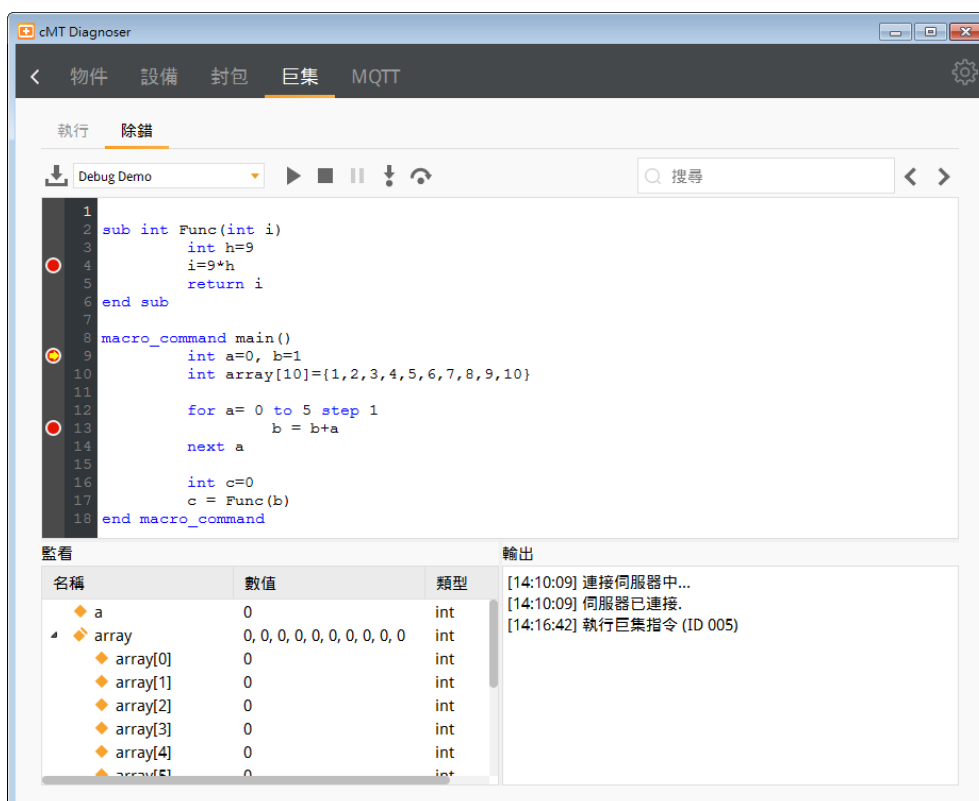 cMT Diagnoser
物件 設備 封包 巨集 MQTT
執行 除錯
Debug Demo 搜尋
1
2 sub int Func(int i)
3 int h=9
4 i=9*h
5 return i
6 end sub
7
8 macro_command main()
9 int a=0, b=1
10 int array[10]={1,2,3,4,5,6,7,8,9,10}
11
12 for a= 0 to 5 step 1
13 b = b+a
14 next a
15
16 int c=0
17 c = Func(b)
18 end macro_command
監看
名稱 數值 類型
a 0 int
array 0, 0, 0, 0, 0, 0, 0, 0, 0, 0 int
array[0] 0 int
array[1] 0 int
array[2] 0 int
array[3] 0 int
array[4] 0 int
array[5] 0 int
輸出
[14:10:09] 連接伺服器中...
[14:10:09] 伺服器已連接.
[14:16:42] 執行巨集指令 (ID 005)